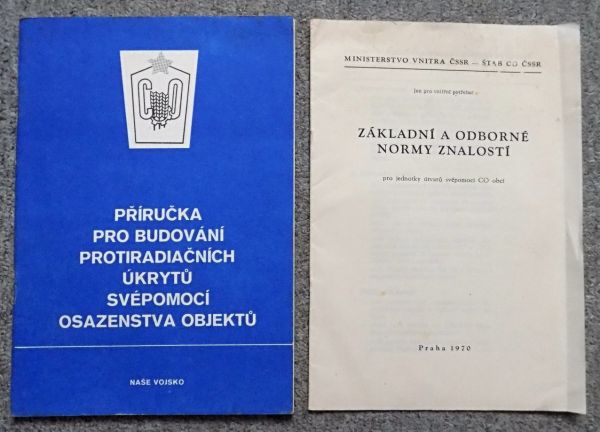 CO
PŘÍRUČKA
PRO BUDOVÁNÍ
PROTIRADIAČNÍCH
ÚKRYTŮ
SVÉPOMOCÍ
OSAZENSTVA OBJEKTŮ
NAŠE VOJSKO
MINISTERSTVO VNITRA ČSSR — ŠTÁB CO ČSSR
Jen pro vnitřní potřebu
ZÁKLADNÍ A ODBORNÉ
NORMY ZNALOSTÍ
pro jednotky útvarů svépomoci CO obcí
Praha 1970